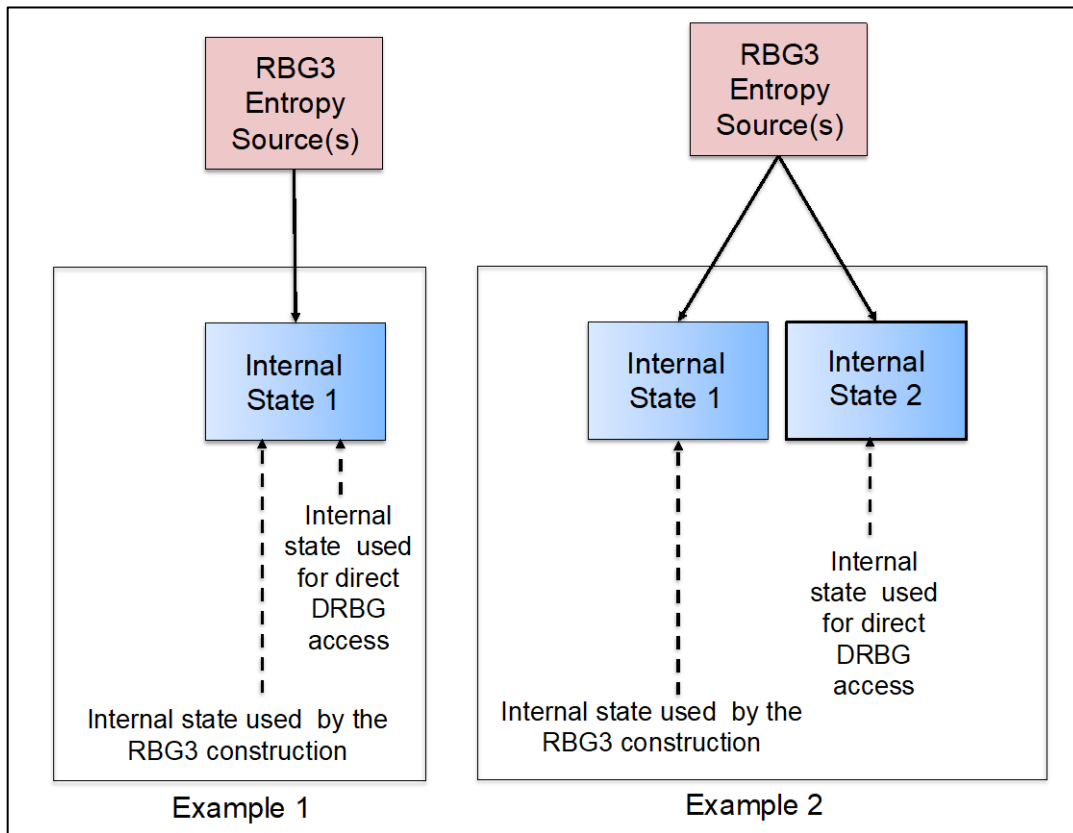 RBG3
Entropy
Source(s)
Internal
State 1
Internal
state used
for direct
DRBG
access
Internal state used by the
RBG3 construction
Example 1
RBG3
Entropy
Source(s)
Internal
State 1
Internal
State 2
Internal
state used
for direct
DRBG
access
Internal state used by the
RBG3 construction
Example 2